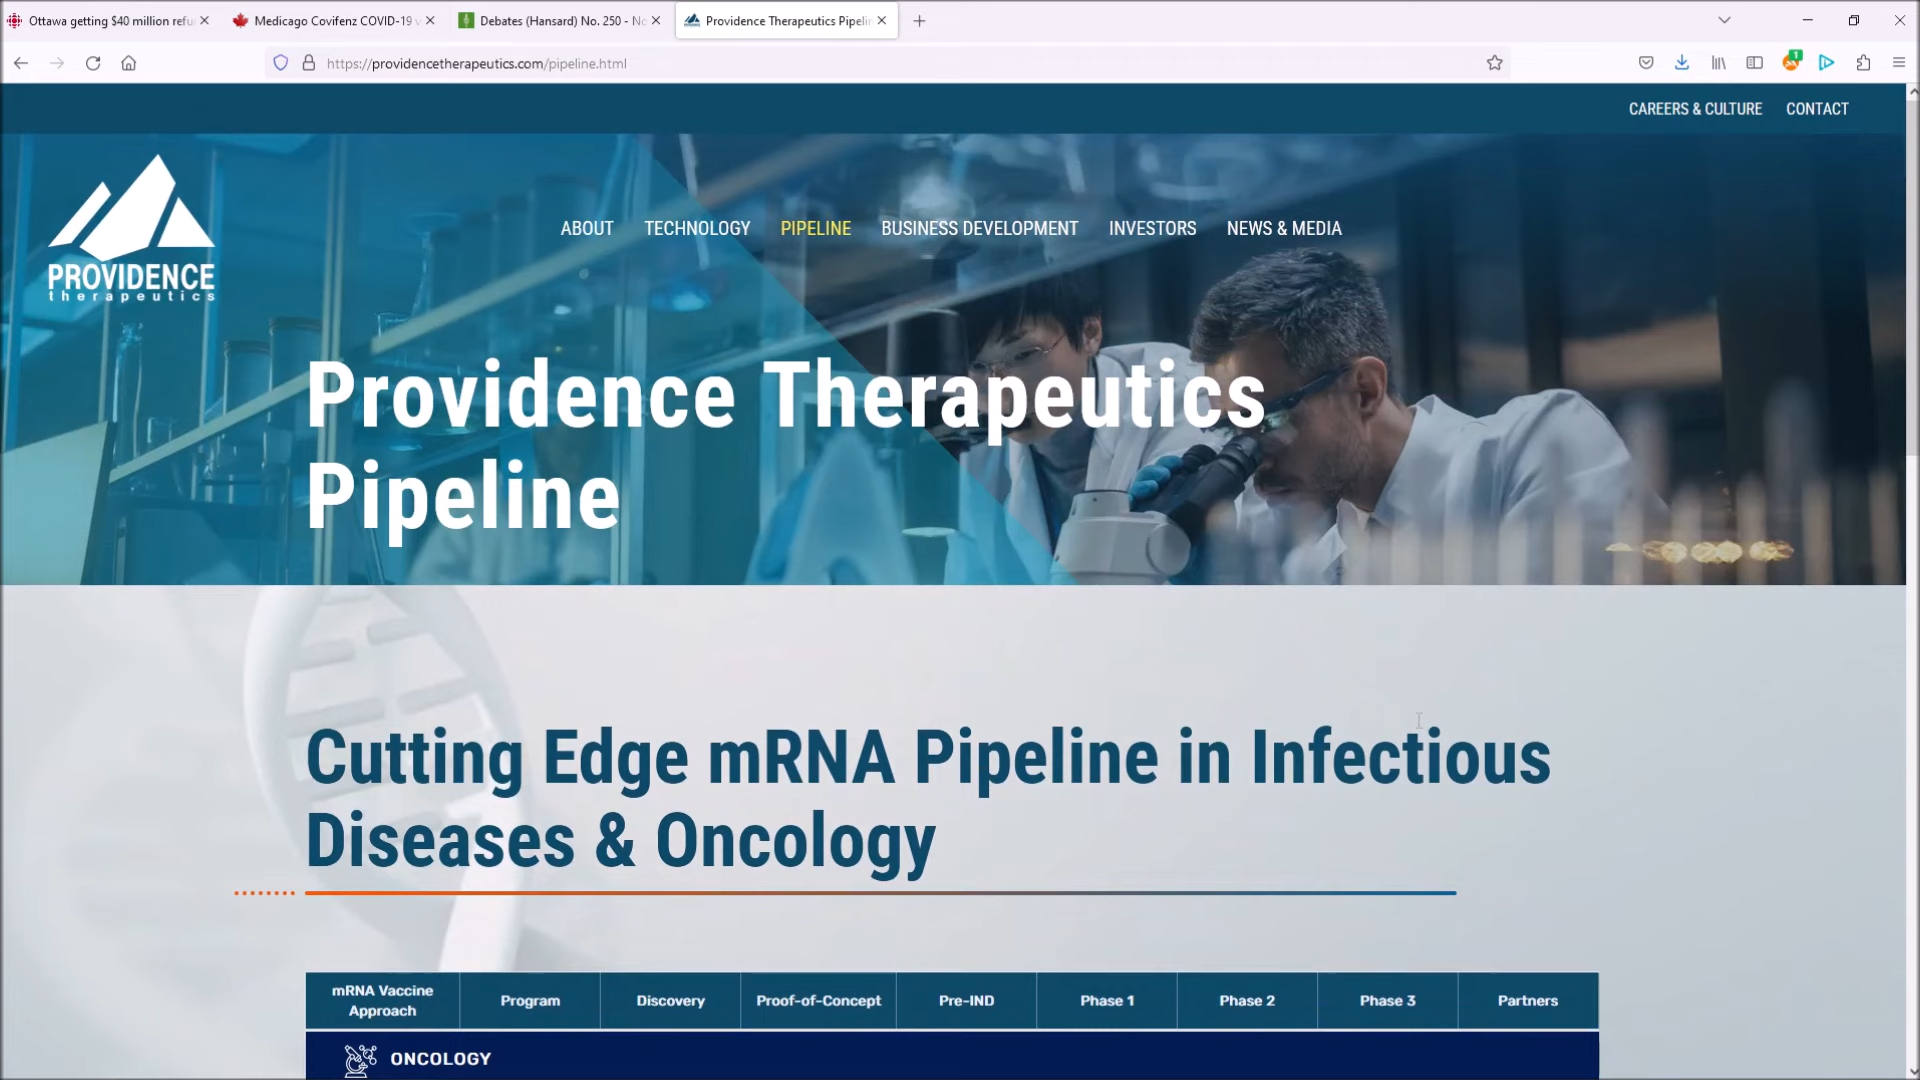 Ottawa getting $40 million refu
Medicago Covifenz COVID-19 v
Debates (Hansard) No. 250 - No
Providence Therapeutics Pipelin
https://providencetherapeutics.com/pipeline.html
1
CAREERS & CULTURE
CONTACT
PROVIDENCE
therapeutics
ABOUT
TECHNOLOGY
PIPELINE
BUSINESS DEVELOPMENT
INVESTORS
NEWS & MEDIA
Providence Therapeutics
Pipeline
Cutting Edge mRNA Pipeline in Infectious
Diseases & Oncology
mRNA Vaccine
Approach
Program
Discovery
Proof-of-Concept
Pre-IND
Phase 1
Phase 2
Phase 3
Partners
ONCOLOGY